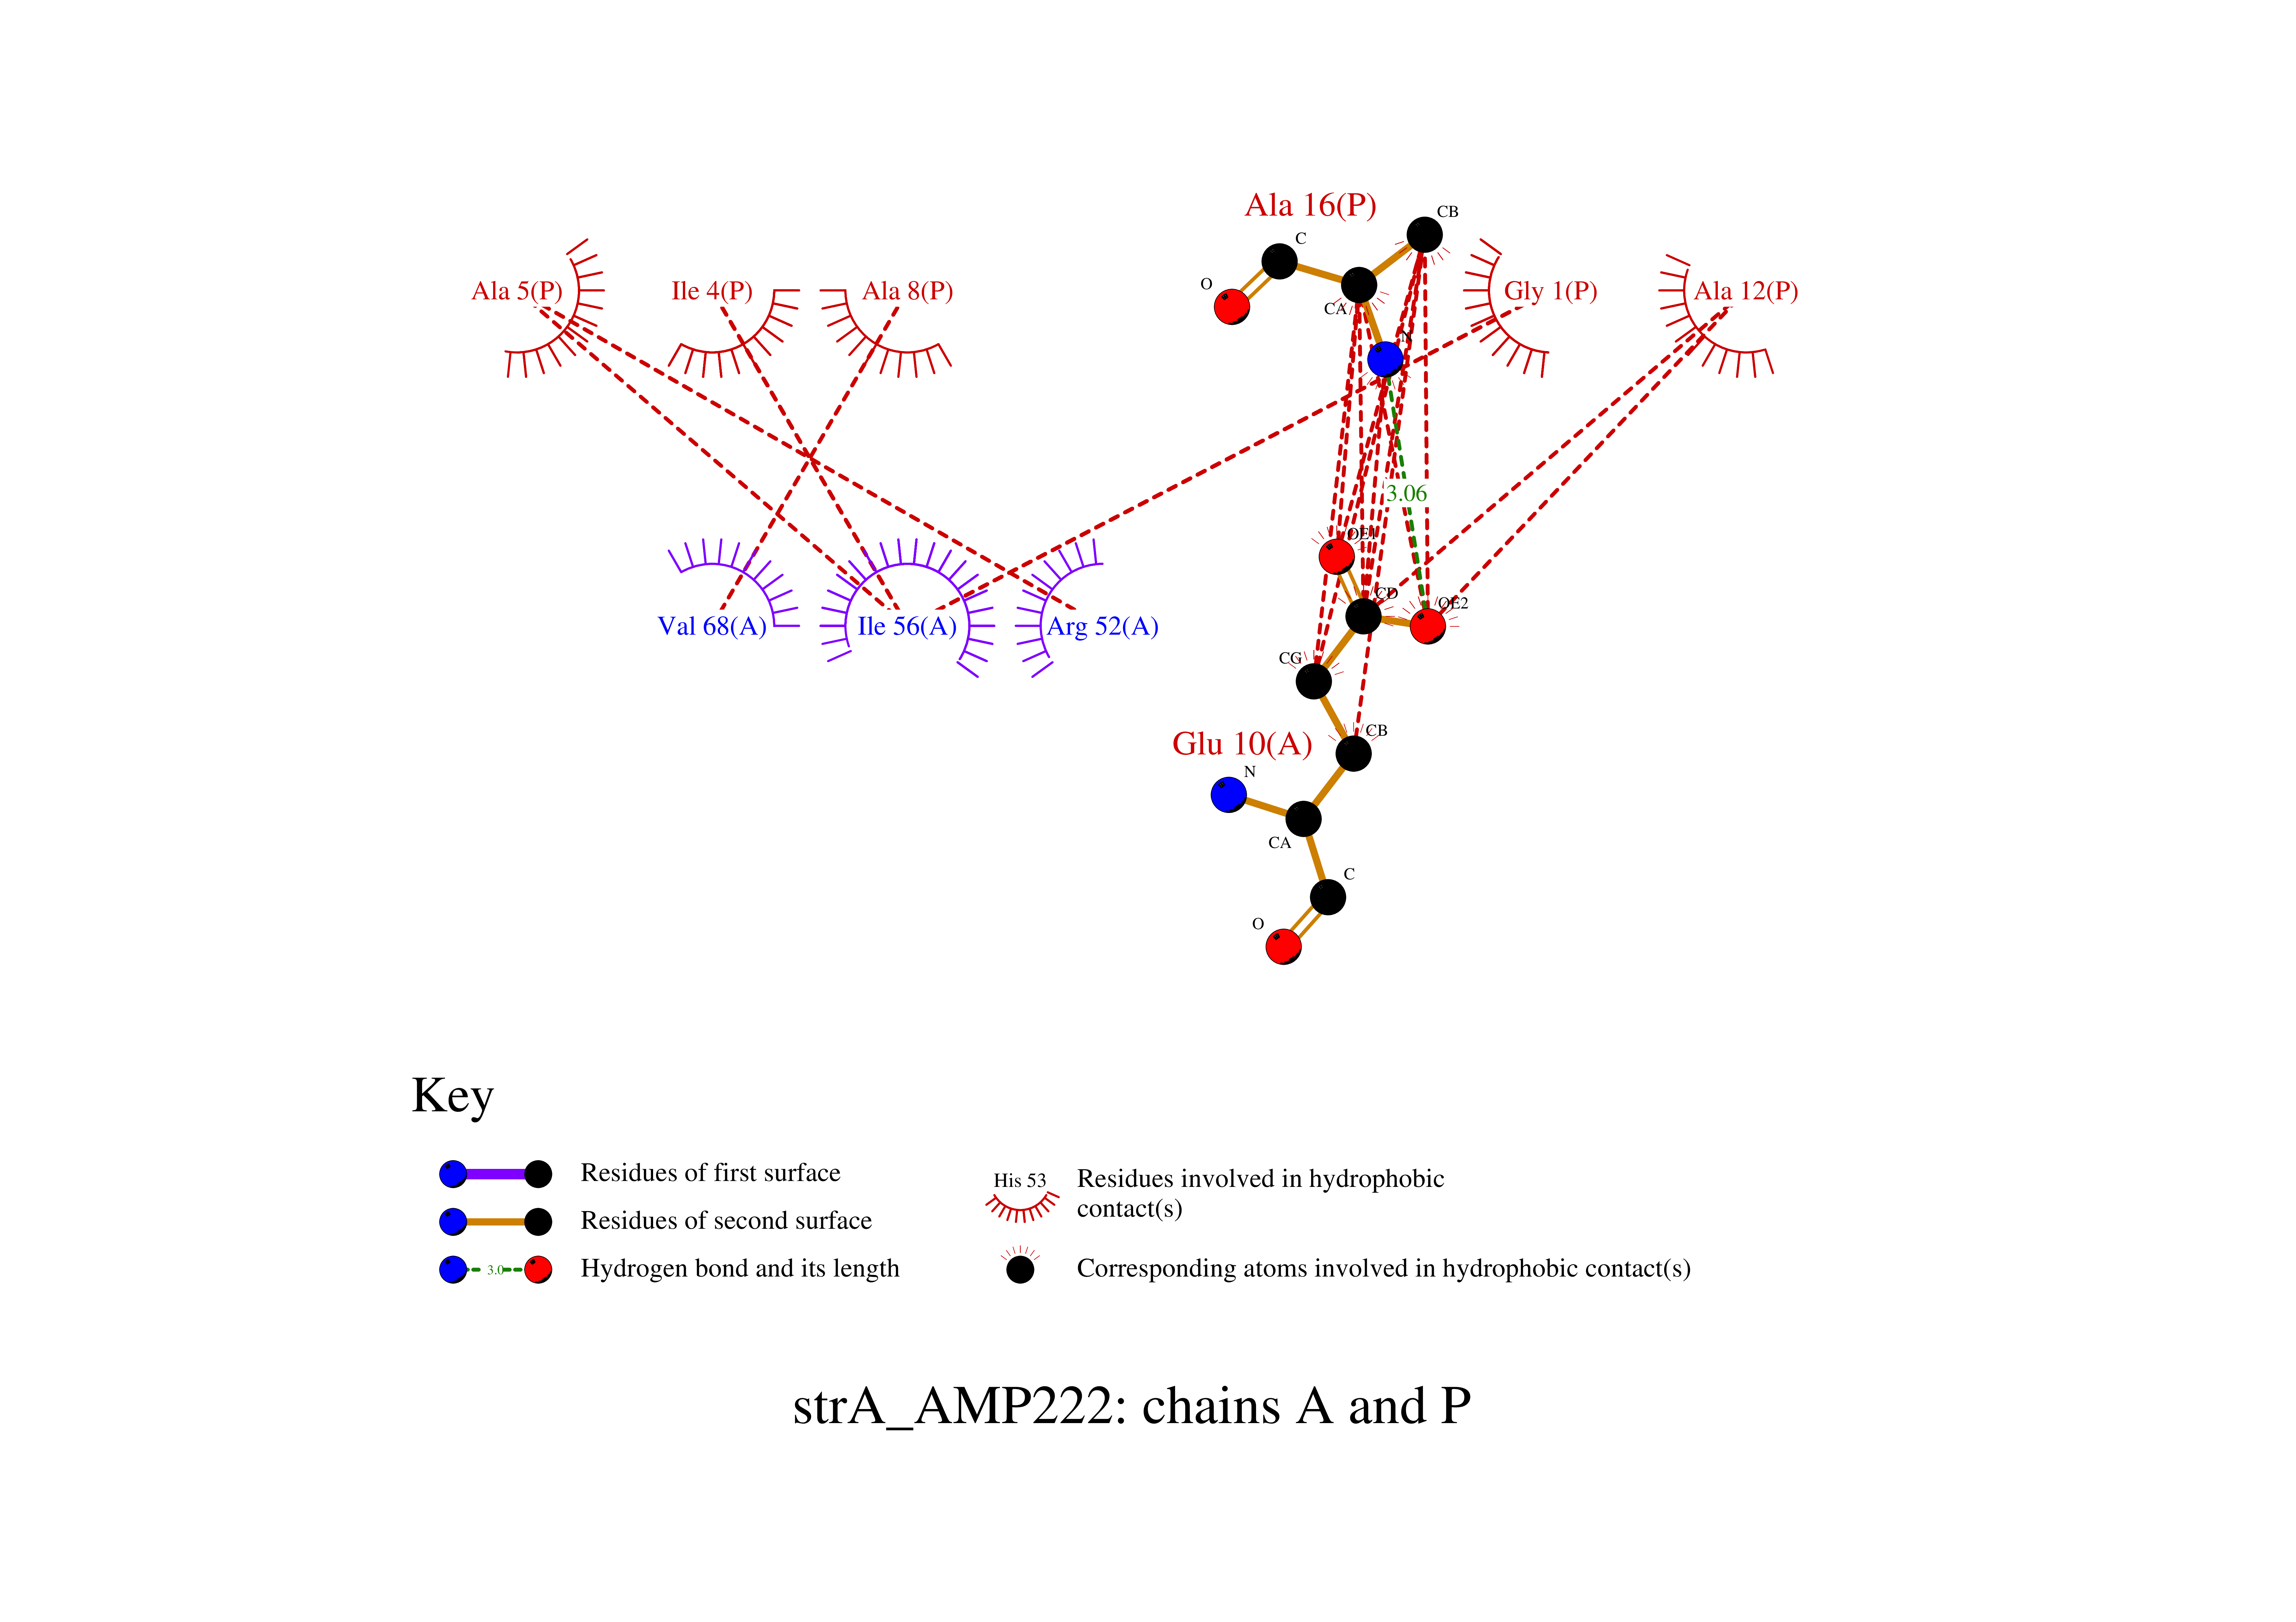 Ala 16(P)
CB
C
O
CA
N
Ala 5(P)
Ile 4(P)
Ala 8(P)
Gly 1(P)
Ala 12(P)
3.06
OE1
CD
OE2
Val 68(A)
Ile 56(A)
Arg 52(A)
CG
CB
Glu 10(A)
N
CA
C
O
Key
Residues of first surface
Residues of second surface
3.0
Hydrogen bond and its length
His 53
Residues involved in hydrophobic
contact(s)
Corresponding atoms involved in hydrophobic contact(s)
strA_AMP222: chains A and P